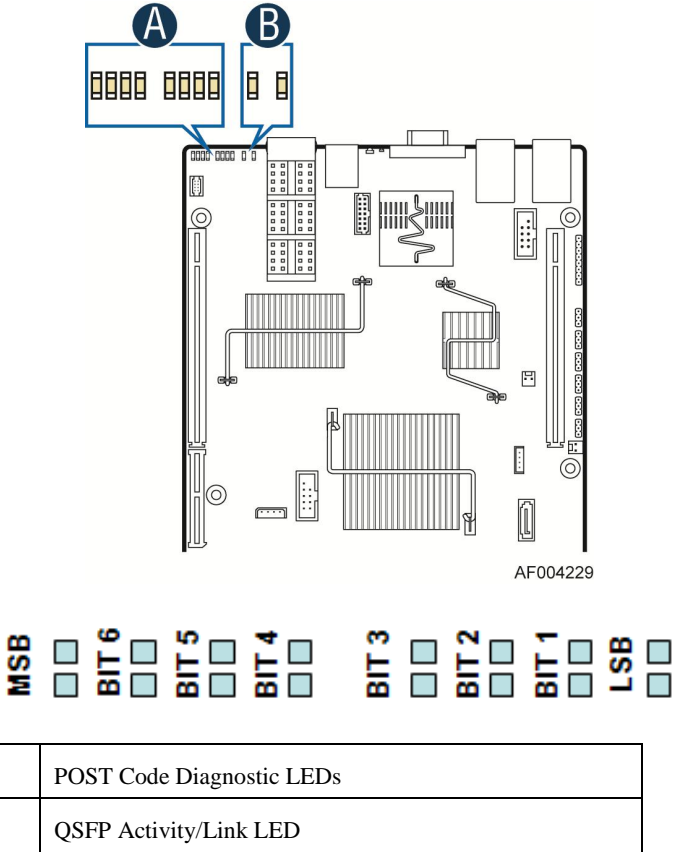 A B
AF004229
MSB BIT 6 BIT 5 BIT 4 BIT 3 BIT 2 BIT 1 LSB
POST Code Diagnostic LEDs
QSFP Activity/Link LED